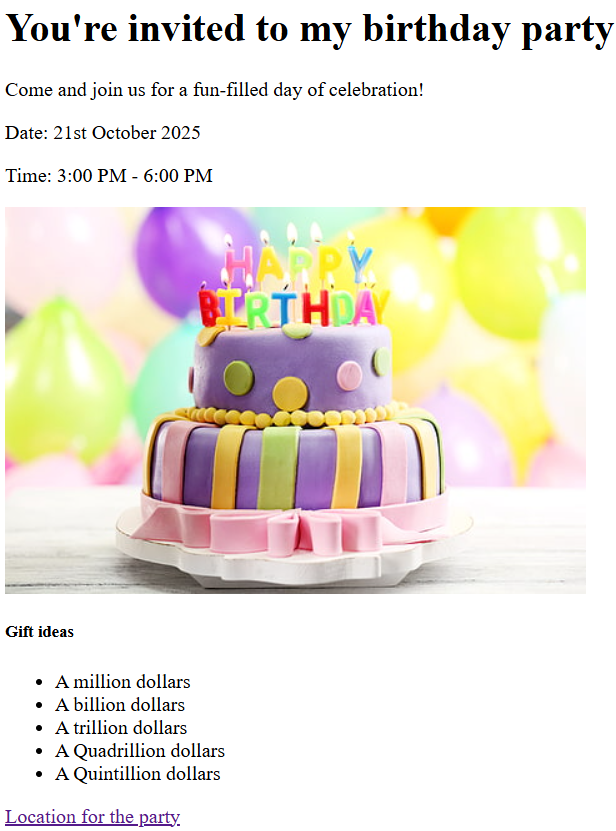 You're invited to my birthday party
Come and join us for a fun-filled day of celebration!
Date: 21st October 2025
Time: 3:00 PM - 6:00 PM
HAPPY
BIRTHDAY
Gift ideas
A million dollars
A billion dollars
A trillion dollars
A Quadrillion dollars
A Quintillion dollars
Location for the party